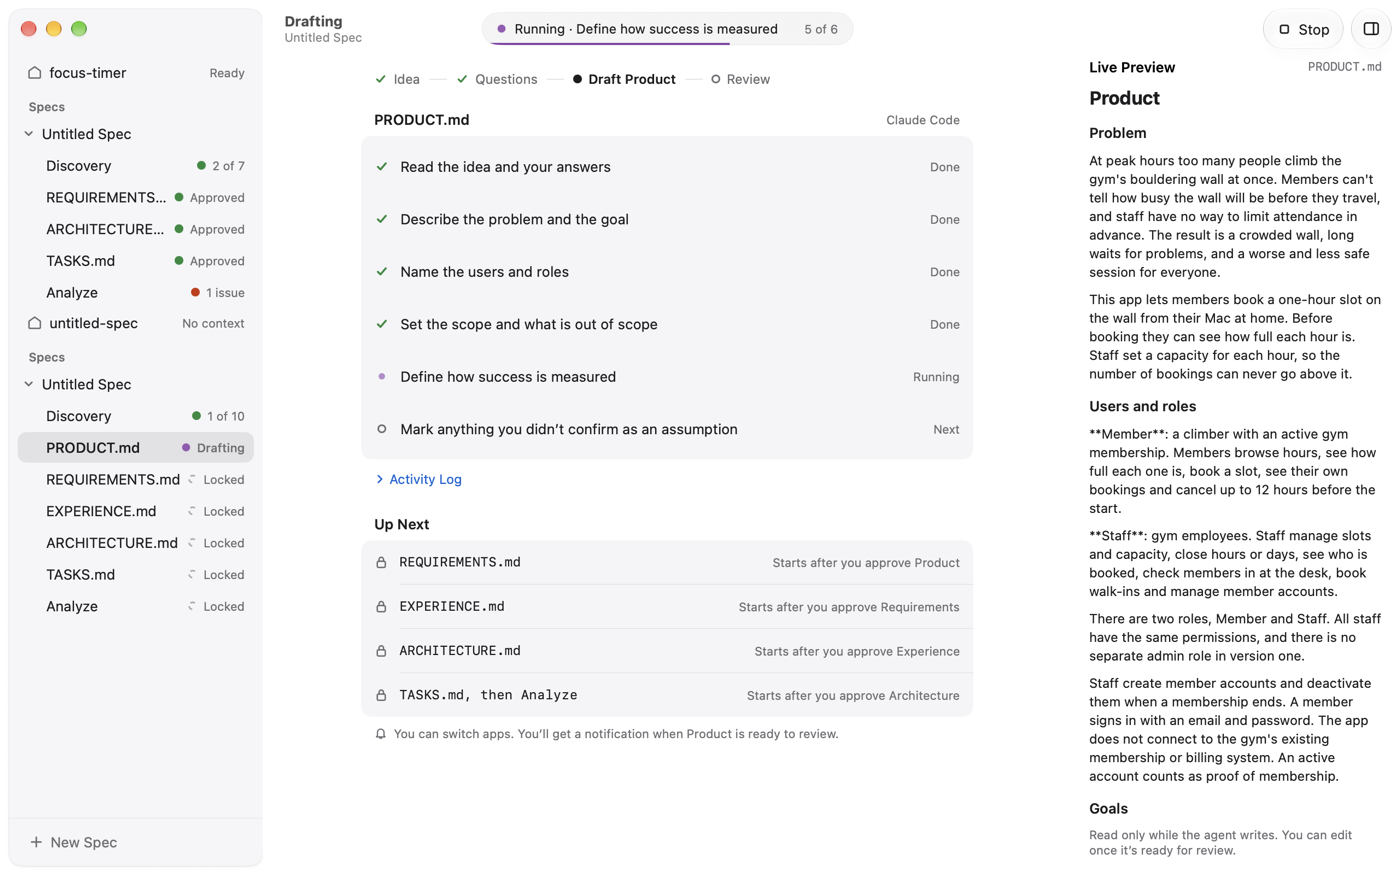 focus-timer Ready
Specs
Untitled Spec
Discovery 2 of 7
REQUIREMENTS... Approved
ARCHITECTURE... Approved
TASKS.md Approved
Analyze 1 issue
untitled-spec No context
Specs
Untitled Spec
Discovery 1 of 10
PRODUCT.md Drafting
REQUIREMENTS.md Locked
EXPERIENCE.md Locked
ARCHITECTURE.md Locked
TASKS.md Locked
Analyze Locked
New Spec
Drafting
Untitled Spec
Running · Define how success is measured 5 of 6
Stop
Idea Questions Draft Product Review
PRODUCT.md Claude Code
Read the idea and your answers Done
Describe the problem and the goal Done
Name the users and roles Done
Set the scope and what is out of scope Done
Define how success is measured Running
Mark anything you didn’t confirm as an assumption Next
Activity Log
Up Next
REQUIREMENTS.md Starts after you approve Product
EXPERIENCE.md Starts after you approve Requirements
ARCHITECTURE.md Starts after you approve Experience
TASKS.md, then Analyze Starts after you approve Architecture
You can switch apps. You’ll get a notification when Product is ready to review.
Live Preview PRODUCT.md
Product
Problem
At peak hours too many people climb the
gym's bouldering wall at once. Members can't
tell how busy the wall will be before they travel,
and staff have no way to limit attendance in
advance. The result is a crowded wall, long
waits for problems, and a worse and less safe
session for everyone.
This app lets members book a one-hour slot on
the wall from their Mac at home. Before
booking they can see how full each hour is.
Staff set a capacity for each hour, so the
number of bookings can never go above it.
Users and roles
**Member**: a climber with an active gym
membership. Members browse hours, see how
full each one is, book a slot, see their own
bookings and cancel up to 12 hours before the
start.
**Staff**: gym employees. Staff manage slots
and capacity, close hours or days, see who is
booked, check members in at the desk, book
walk-ins and manage member accounts.
There are two roles, Member and Staff. All staff
have the same permissions, and there is no
separate admin role in version one.
Staff create member accounts and deactivate
them when a membership ends. A member
signs in with an email and password. The app
does not connect to the gym's existing
membership or billing system. An active
account counts as proof of membership.
Goals
Read only while the agent writes. You can edit
once it’s ready for review.